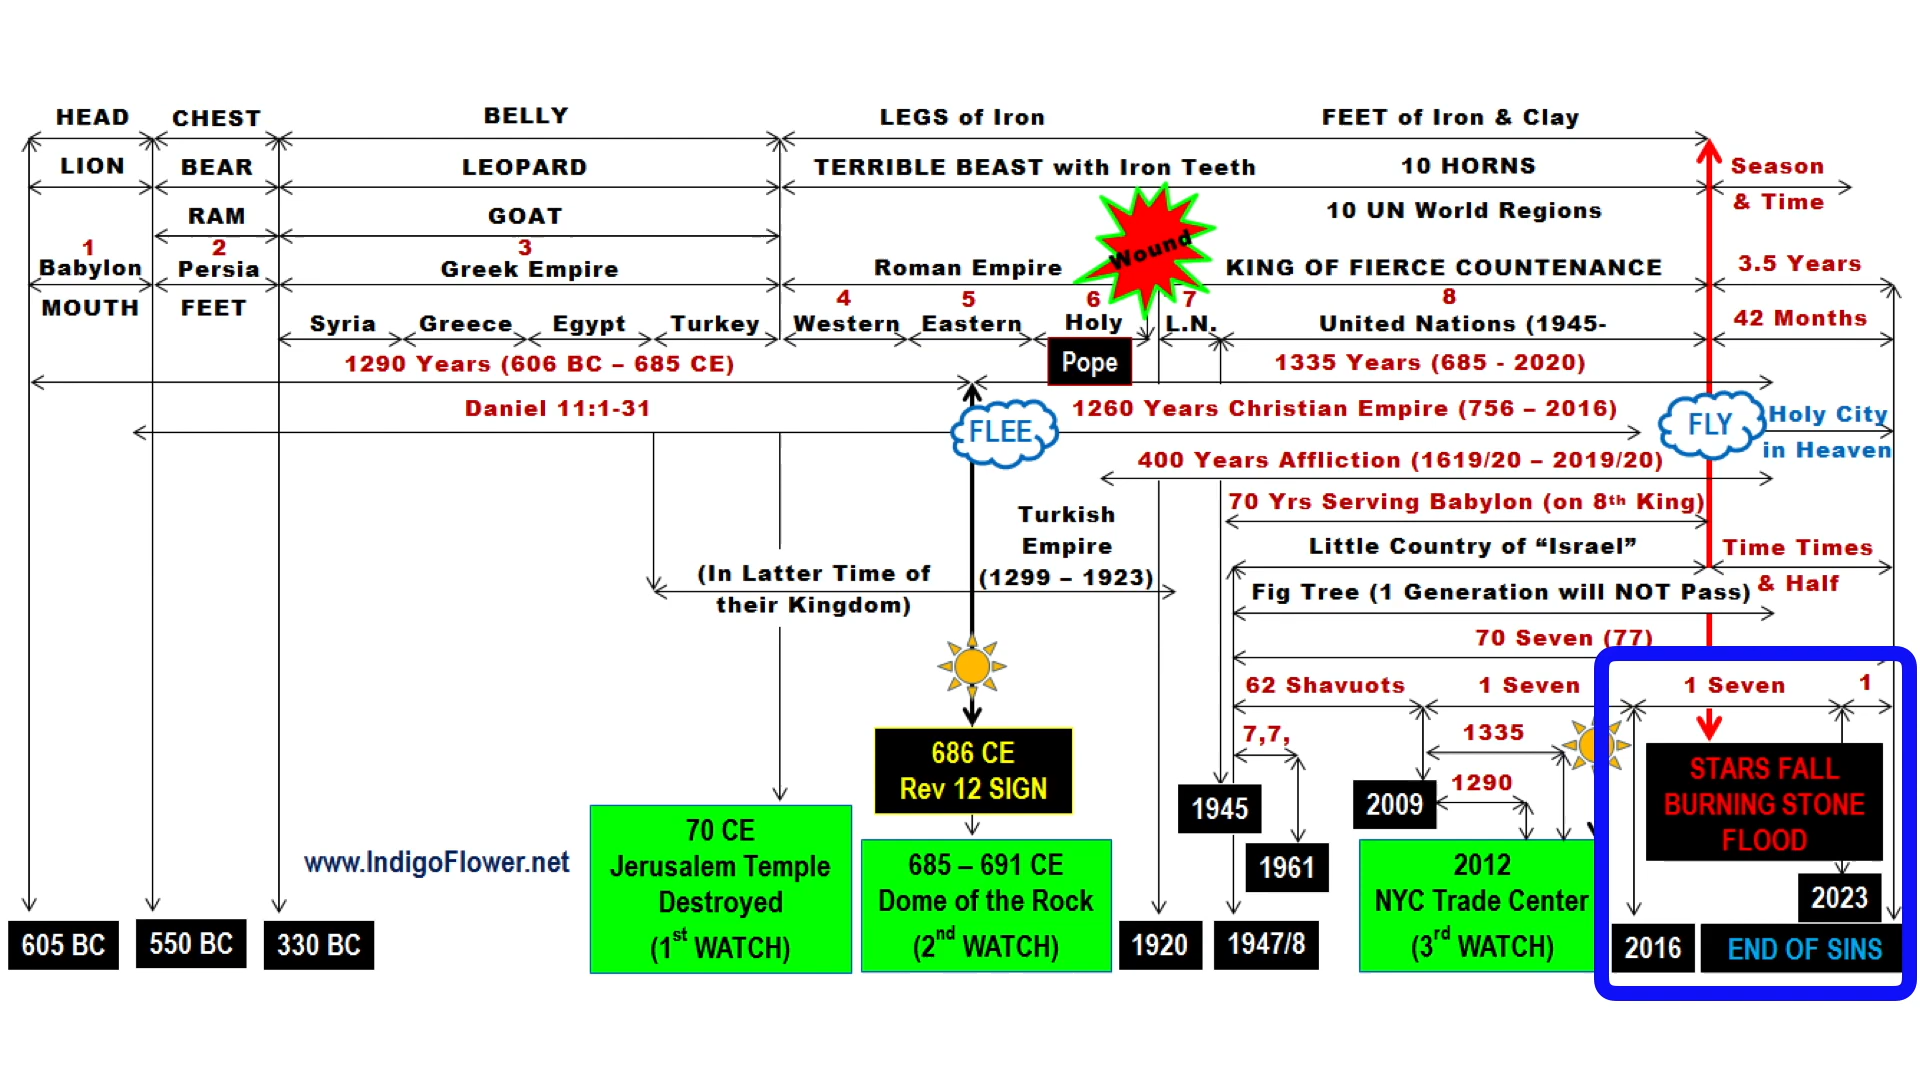 HEAD
CHEST
BELLY
LEGS of Iron
FEET of Iron & Clay
LION
BEAR
LEOPARD
TERRIBLE BEAST with Iron Teeth
10 HORNS
Season
& Time
RAM
GOAT
10 UN World Regions
Wound
1
2
3
Babylon
Persia
Greek Empire
Roman Empire
KING OF FIERCE COUNTENANCE
3.5 Years
MOUTH
FEET
4
5
6
7
8
Syria
Greece
Egypt
Turkey
Western
Eastern
Holy
L.N.
United Nations (1945-
42 Months
Pope
1290 Years (606 BC – 685 CE)
1335 Years (685 - 2020)
Daniel 11:1-31
FLEE
1260 Years Christian Empire (756 – 2016)
FLY
Holy City
in Heaven
400 Years Affliction (1619/20 – 2019/20)
70 Yrs Serving Babylon (on 8th King)
Turkish
Empire
(1299 – 1923)
Little Country of “Israel”
Time Times
& Half
(In Latter Time of
their Kingdom)
Fig Tree (1 Generation will NOT Pass)
70 Seven (77)
62 Shavuots
1 Seven
1 Seven
1
7,7,
1335
1290
686 CE
Rev 12 SIGN
STARS FALL
BURNING STONE
FLOOD
1945
2009
1961
2023
www.IndigoFlower.net
70 CE
Jerusalem Temple
Destroyed
(1st WATCH)
685 – 691 CE
Dome of the Rock
(2nd WATCH)
2012
NYC Trade Center
(3rd WATCH)
605 BC
550 BC
330 BC
1920
1947/8
2016
END OF SINS